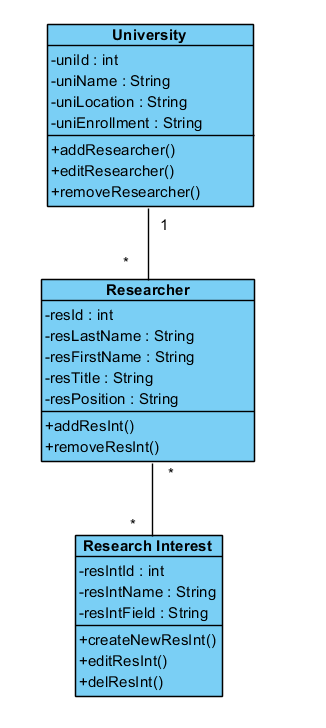 University
-uniId : int
-uniName : String
-uniLocation : String
-uniEnrollment : String
+addResearcher()
+editResearcher()
+removeResearcher()
1
*
Researcher
-resId : int
-resLastName : String
-resFirstName : String
-resTitle : String
-resPosition : String
+addResInt()
+removeResInt()
*
*
Research Interest
-resIntId : int
-resIntName : String
-resIntField : String
+createNewResInt()
+editResInt()
+delResInt()